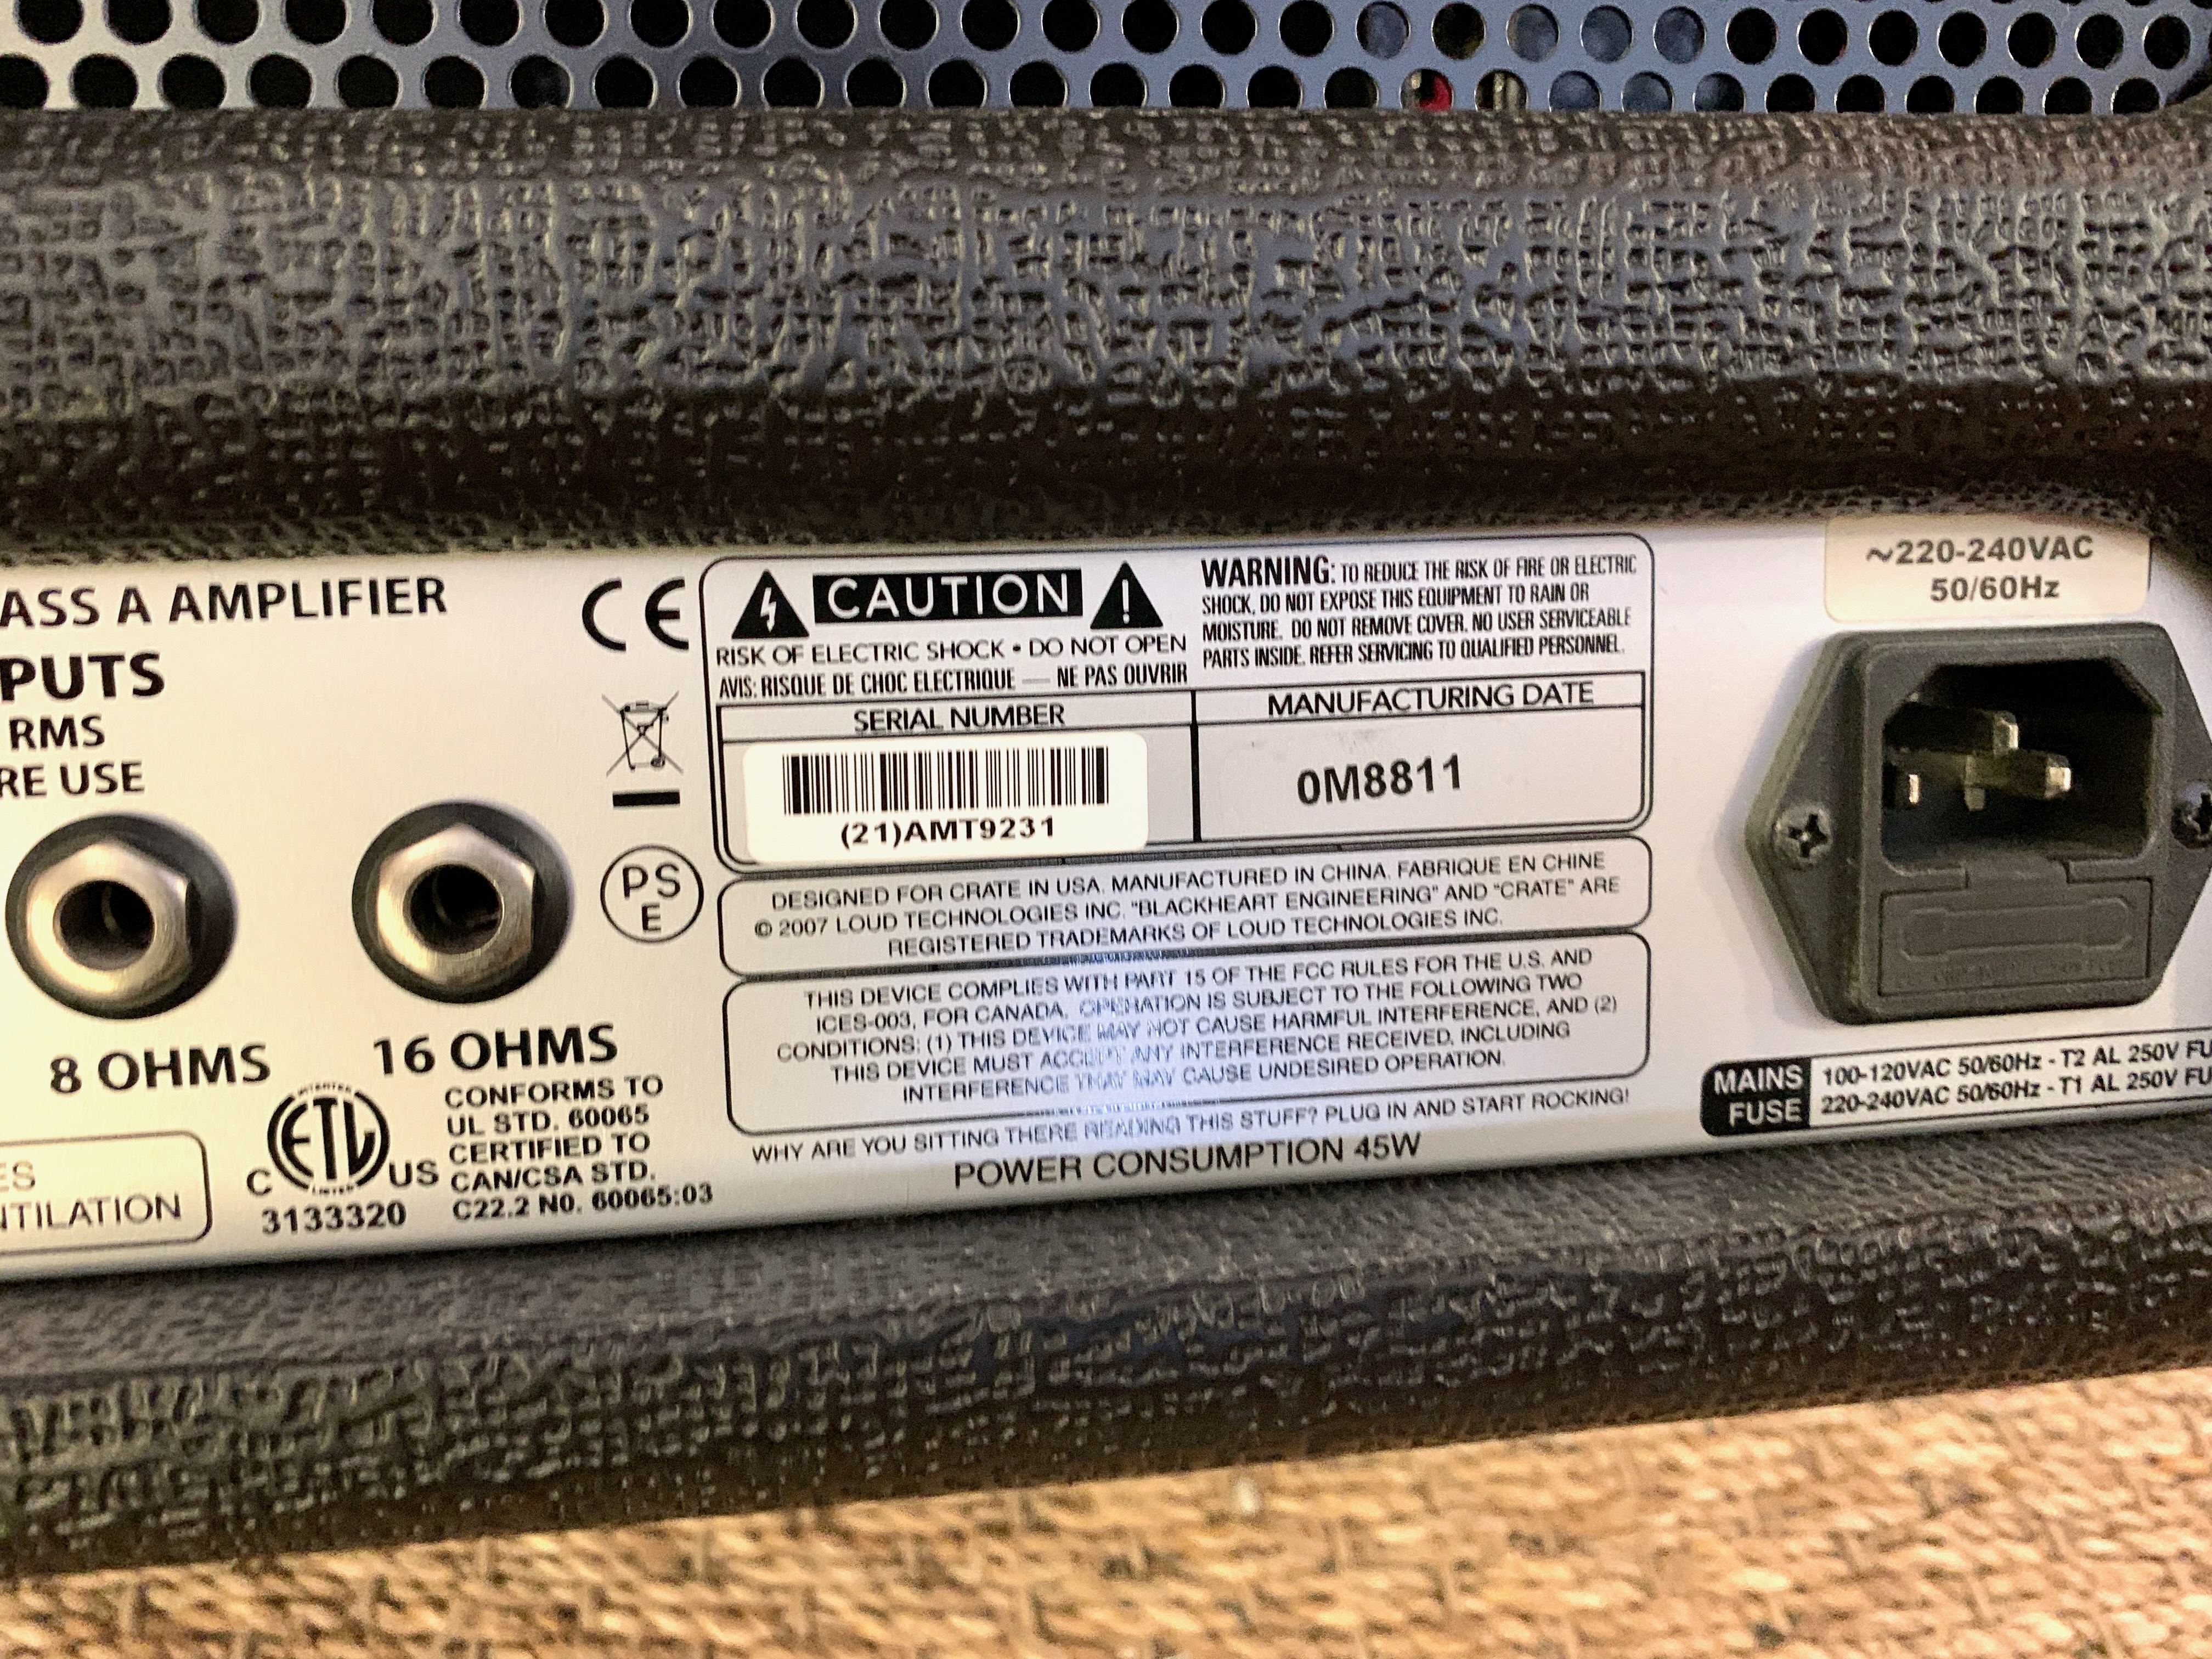 ASS A AMPLIFIER
PUTS
RMS
RE USE
8 OHMS
16 OHMS
ES
NTILATION
CE
PS
E
C ETL US
LISTED
3133320
CONFORMS TO
UL STD. 60065
CERTIFIED TO
CAN/CSA STD.
C22.2 N0. 60065:03
CAUTION
RISK OF ELECTRIC SHOCK • DO NOT OPEN
AVIS: RISQUE DE CHOC ELECTRIQUE — NE PAS OUVRIR
WARNING: TO REDUCE THE RISK OF FIRE OR ELECTRIC
SHOCK, DO NOT EXPOSE THIS EQUIPMENT TO RAIN OR
MOISTURE. DO NOT REMOVE COVER. NO USER SERVICEABLE
PARTS INSIDE. REFER SERVICING TO QUALIFIED PERSONNEL.
SERIAL NUMBER
(21)AMT9231
MANUFACTURING DATE
0M8811
DESIGNED FOR CRATE IN USA. MANUFACTURED IN CHINA. FABRIQUE EN CHINE
© 2007 LOUD TECHNOLOGIES INC. "BLACKHEART ENGINEERING" AND "CRATE" ARE
REGISTERED TRADEMARKS OF LOUD TECHNOLOGIES INC.
THIS DEVICE COMPLIES WITH PART 15 OF THE FCC RULES FOR THE U.S. AND
ICES-003, FOR CANADA. OPERATION IS SUBJECT TO THE FOLLOWING TWO
CONDITIONS: (1) THIS DEVICE MAY NOT CAUSE HARMFUL INTERFERENCE, AND (2)
THIS DEVICE MUST ACCEPT ANY INTERFERENCE RECEIVED, INCLUDING
INTERFERENCE THAT MAY CAUSE UNDESIRED OPERATION.
WHY ARE YOU SITTING THERE READING THIS STUFF? PLUG IN AND START ROCKING!
POWER CONSUMPTION 45W
~220-240VAC
50/60Hz
MAINS
FUSE
100-120VAC 50/60Hz - T2 AL 250V FU
220-240VAC 50/60Hz - T1 AL 250V FU